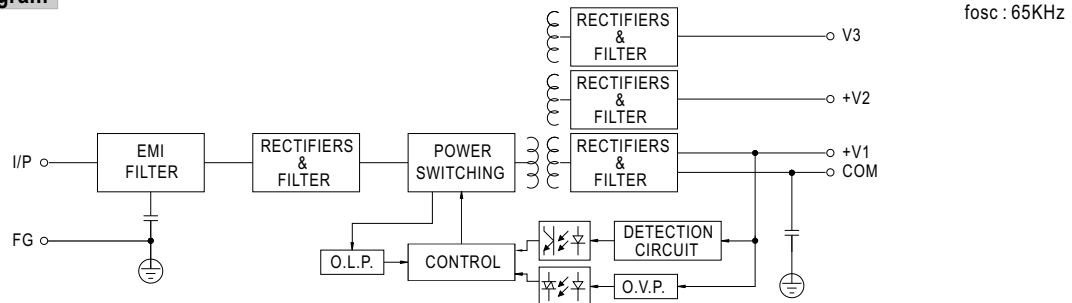 fosc : 65KHz
RECTIFIERS
&
FILTER
V3
RECTIFIERS
&
FILTER
+V2
I/P
EMI
FILTER
RECTIFIERS
&
FILTER
POWER
SWITCHING
RECTIFIERS
&
FILTER
+V1
COM
FG
O.L.P.
CONTROL
DETECTION
CIRCUIT
O.V.P.